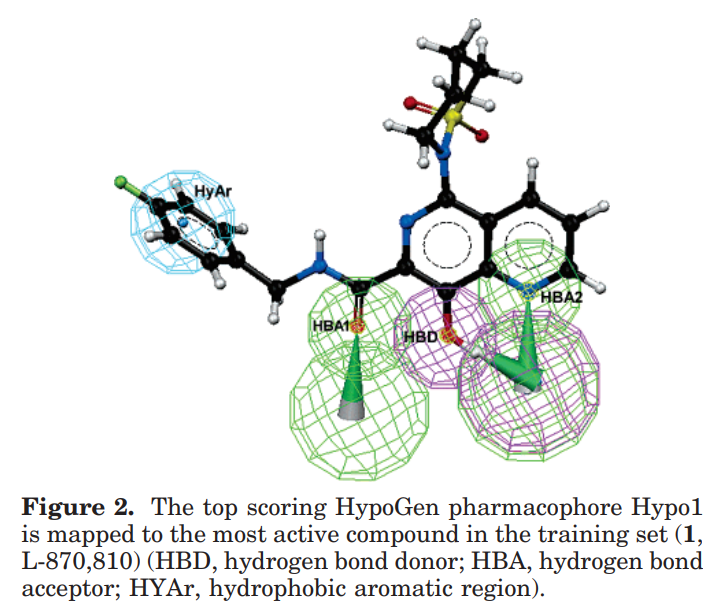 HyAr
HBA1
HBD
HBA2
Figure 2. The top scoring HypoGen pharmacophore Hypo1
is mapped to the most active compound in the training set (1,
L-870,810) (HBD, hydrogen bond donor; HBA, hydrogen bond
acceptor; HYAr, hydrophobic aromatic region).